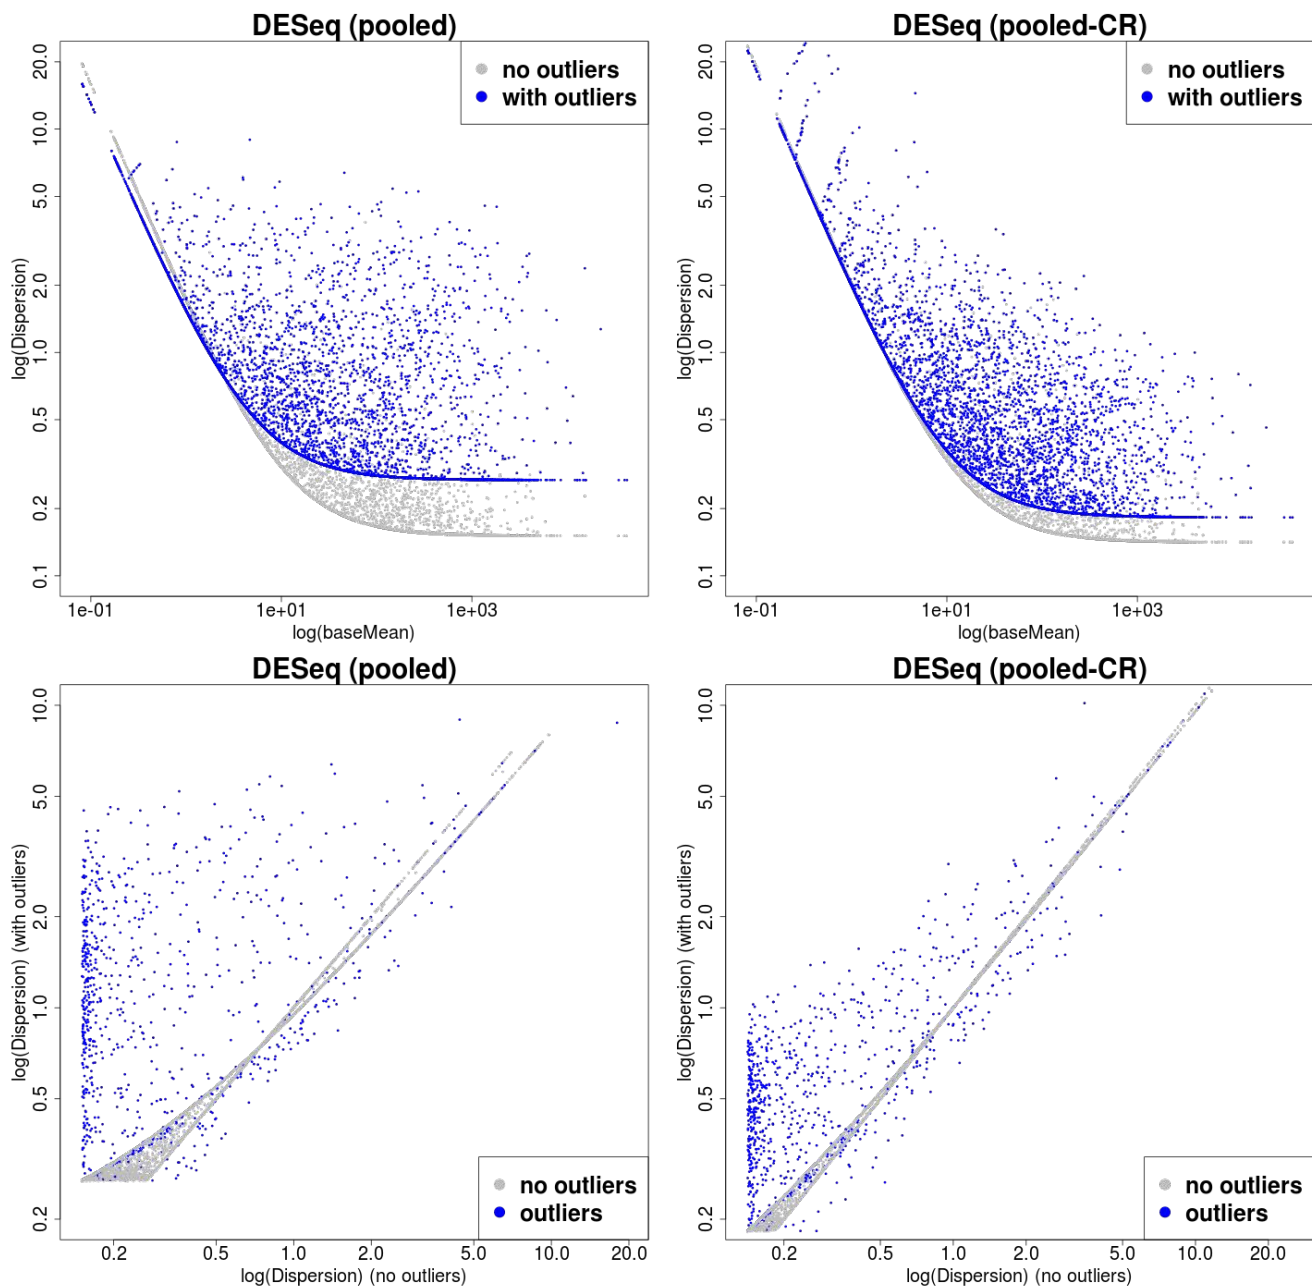 DESeq (pooled)
no outliers
with outliers
log(Dispersion)
20.0
10.0
5.0
2.0
1.0
0.5
0.2
0.1
1e-01 1e+01 1e+03
log(baseMean)
DESeq (pooled-CR)
no outliers
with outliers
log(Dispersion)
20.0
10.0
5.0
2.0
1.0
0.5
0.2
0.1
1e-01 1e+01 1e+03
log(baseMean)
DESeq (pooled)
log(Dispersion) (with outliers)
10.0
5.0
2.0
1.0
0.5
0.2
no outliers
outliers
0.2 0.5 1.0 2.0 5.0 10.0 20.0
log(Dispersion) (no outliers)
DESeq (pooled-CR)
log(Dispersion) (with outliers)
10.0
5.0
2.0
1.0
0.5
0.2
no outliers
outliers
0.2 0.5 1.0 2.0 5.0 10.0 20.0
log(Dispersion) (no outliers)